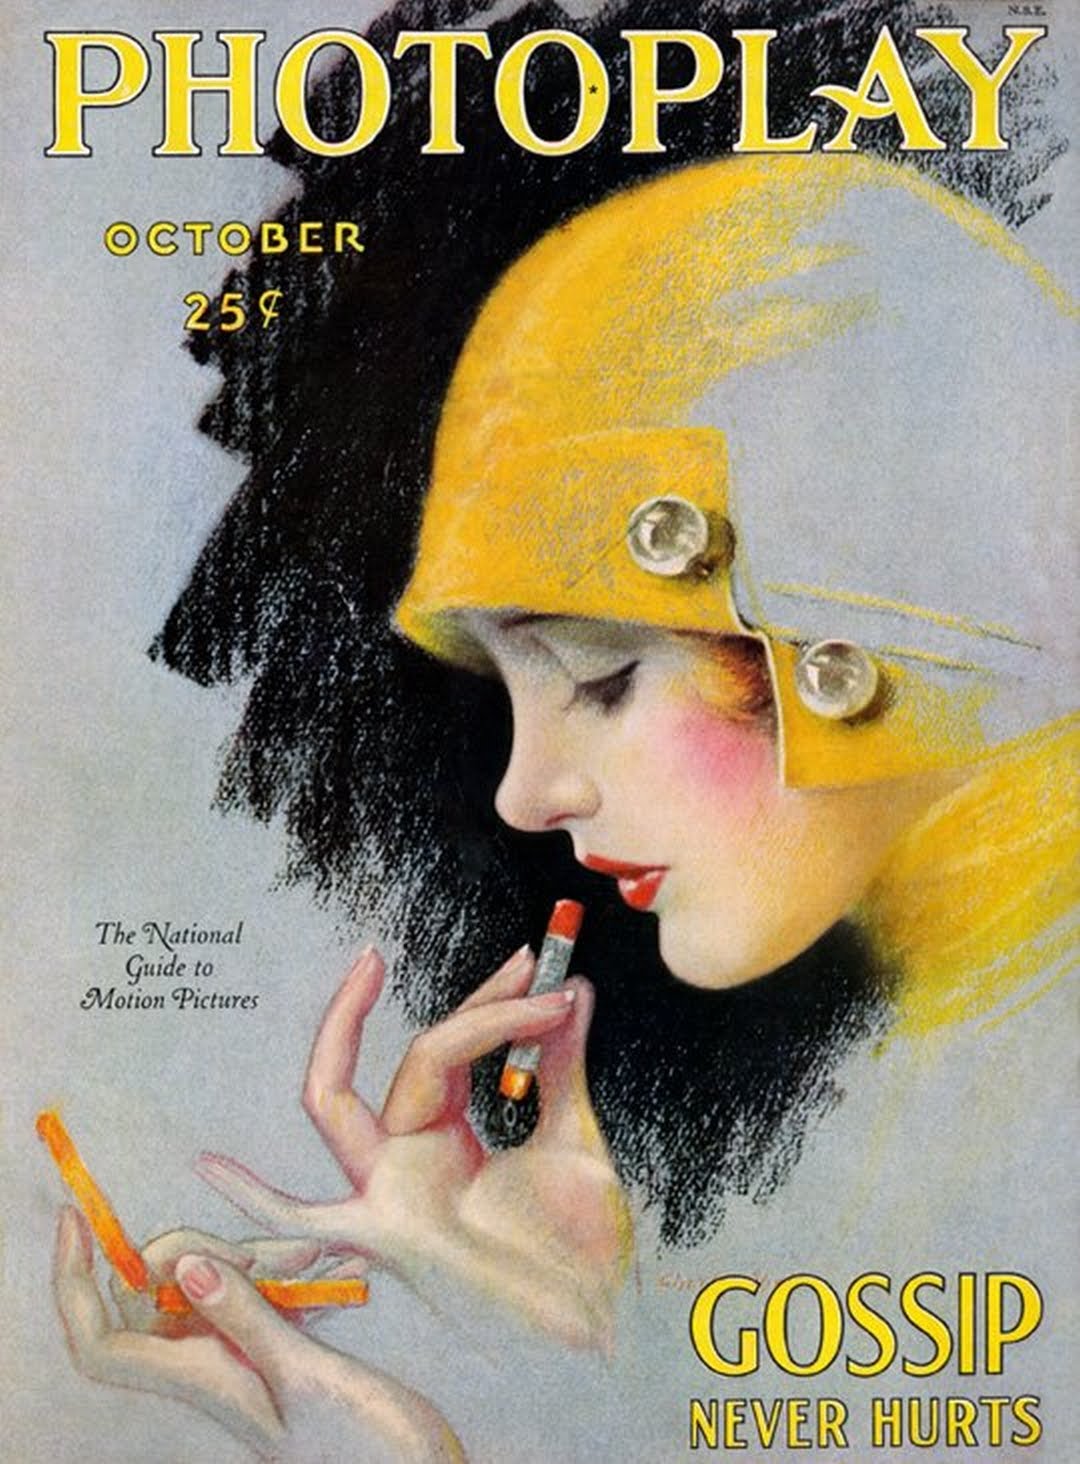 N.S.E.
PHOTOPLAY
OCTOBER
25¢
The National
Guide to
Motion Pictures
GOSSIP
NEVER HURTS